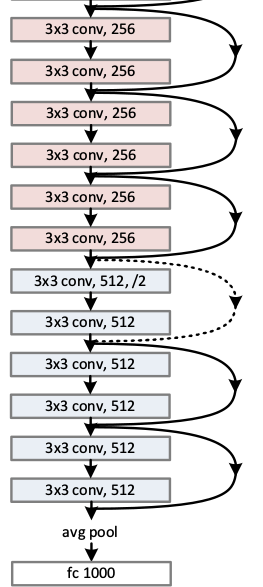 3x3 conv, 256
3x3 conv, 256
3x3 conv, 256
3x3 conv, 256
3x3 conv, 256
3x3 conv, 256
3x3 conv, 512, /2
3x3 conv, 512
3x3 conv, 512
3x3 conv, 512
3x3 conv, 512
3x3 conv, 512
avg pool
fc 1000